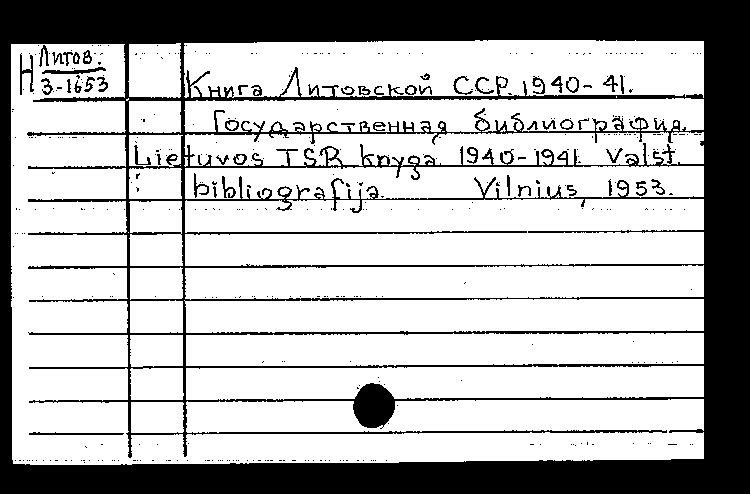 Н Литов.
3-1653
Книга Литовской ССР. 1940-41.
Государственная библиография.
Lietuvos TSR knyga 1940-1941. Valst.
bibliografija Vilnius, 1953.